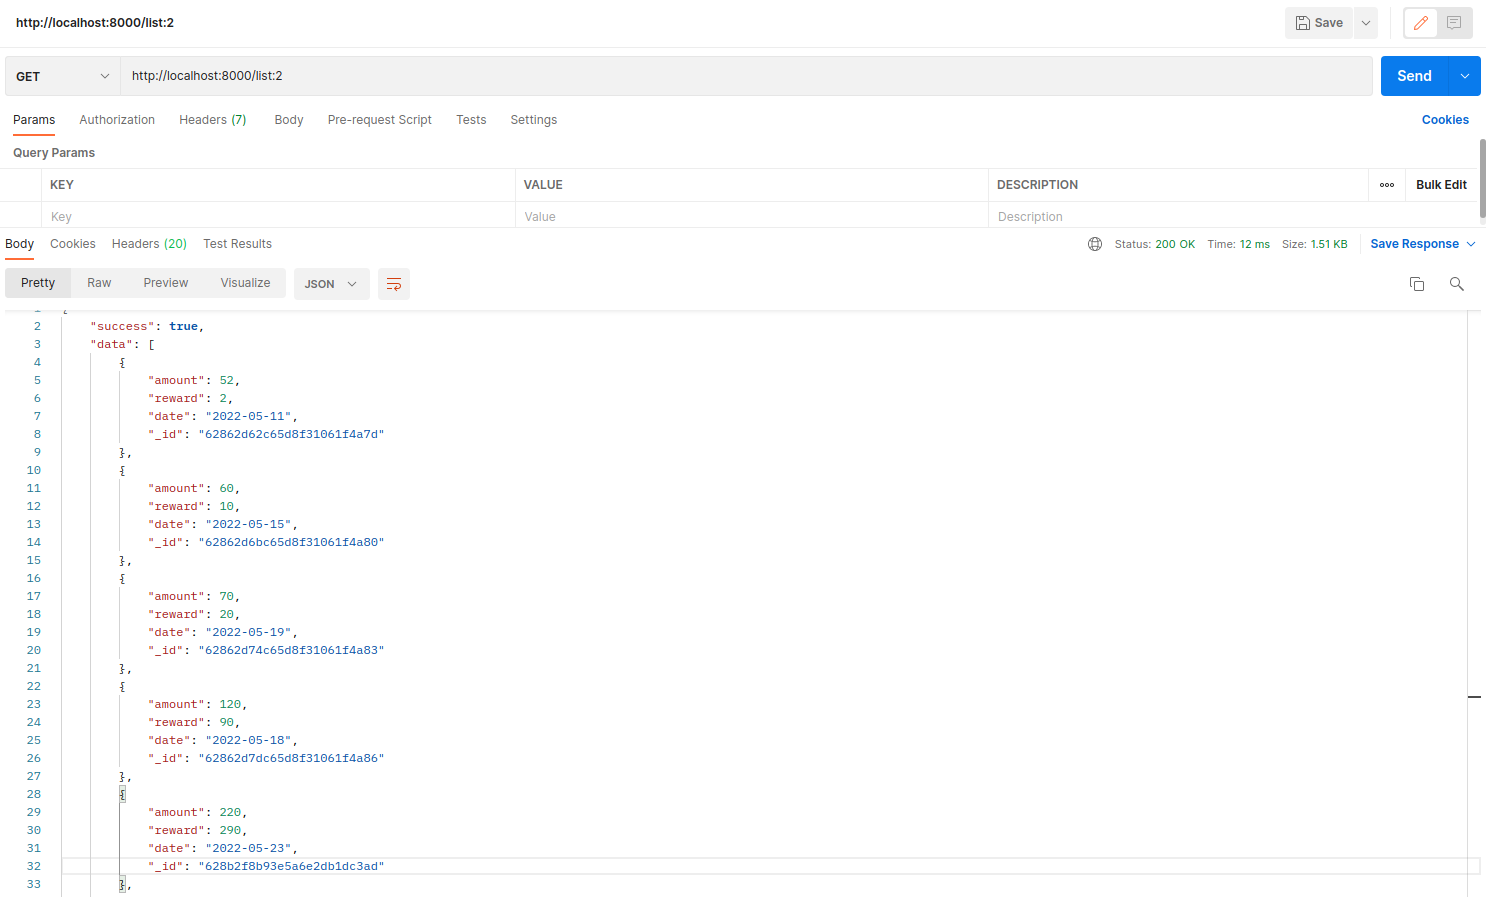 http://localhost:8000/list:2
Save
GET
http://localhost:8000/list:2
Send
Params Authorization Headers (7) Body Pre-request Script Tests Settings Cookies
Query Params
KEY VALUE DESCRIPTION ooo Bulk Edit
Key Value Description
Body Cookies Headers (20) Test Results Status: 200 OK Time: 12 ms Size: 1.51 KB Save Response
Pretty Raw Preview Visualize JSON
2 "success": true,
3 "data": [
4 {
5 "amount": 52,
6 "reward": 2,
7 "date": "2022-05-11",
8 "_id": "62862d62c65d8f31061f4a7d"
9 },
10 {
11 "amount": 60,
12 "reward": 10,
13 "date": "2022-05-15",
14 "_id": "62862d6bc65d8f31061f4a80"
15 },
16 {
17 "amount": 70,
18 "reward": 20,
19 "date": "2022-05-19",
20 "_id": "62862d74c65d8f31061f4a83"
21 },
22 {
23 "amount": 120,
24 "reward": 90,
25 "date": "2022-05-18",
26 "_id": "62862d7dc65d8f31061f4a86"
27 },
28 {
29 "amount": 220,
30 "reward": 290,
31 "date": "2022-05-23",
32 "_id": "628b2f8b93e5a6e2db1dc3ad"
33 },